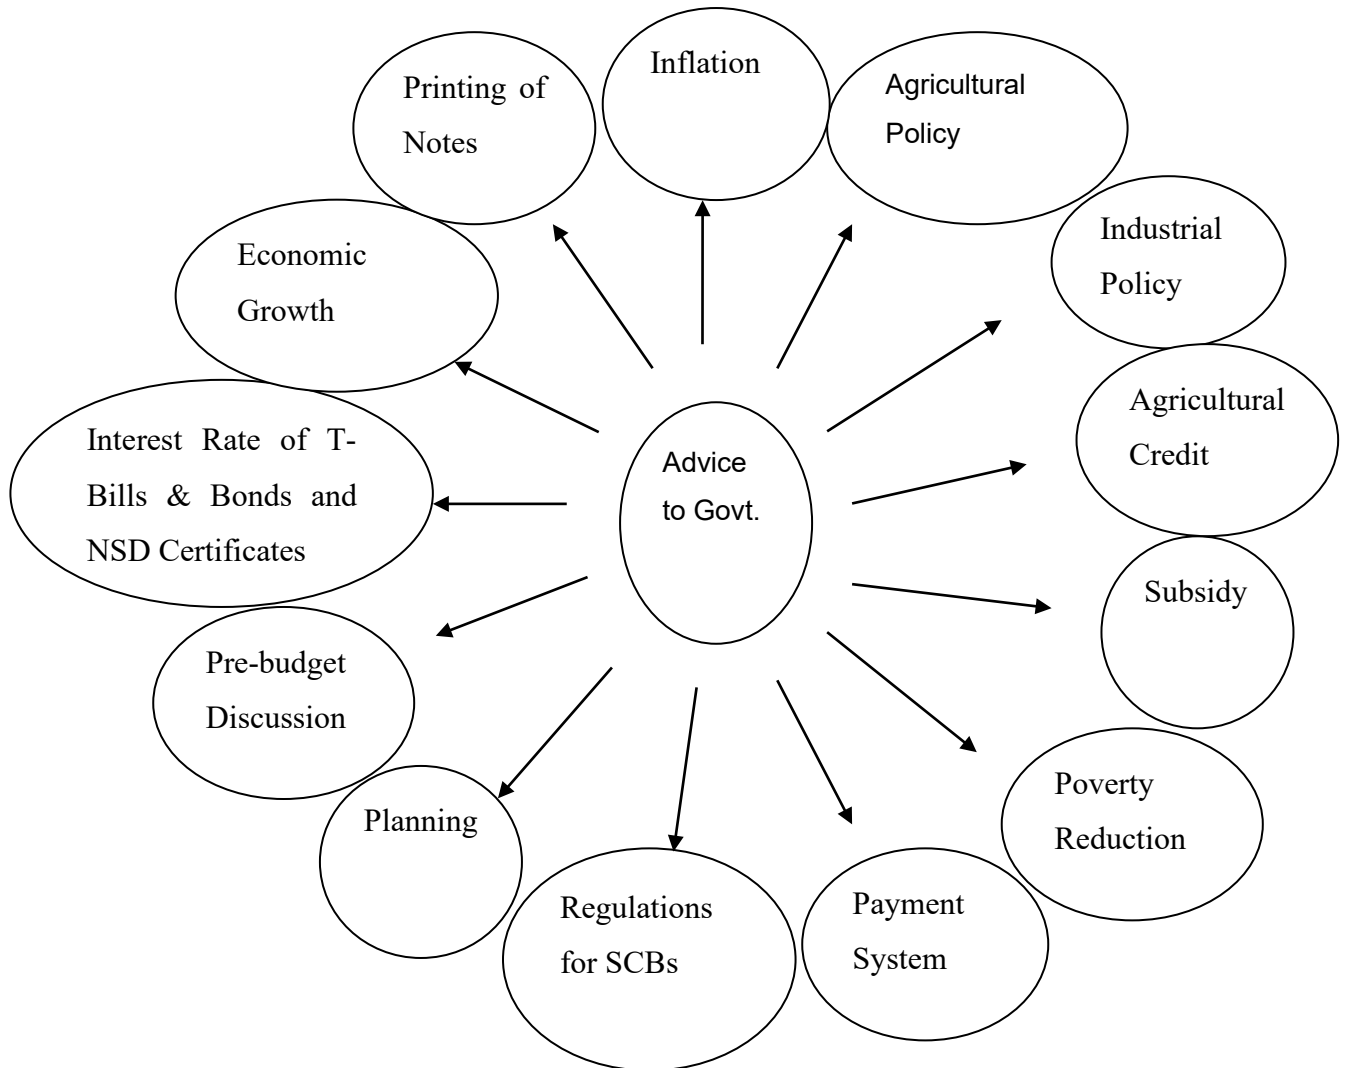 Inflation
Printing of
Notes
Agricultural
Policy
Industrial
Policy
Economic
Growth
Agricultural
Credit
Interest Rate of T-
Bills & Bonds and
NSD Certificates
Advice
to Govt.
Subsidy
Pre-budget
Discussion
Poverty
Reduction
Planning
Regulations
for SCBs
Payment
System